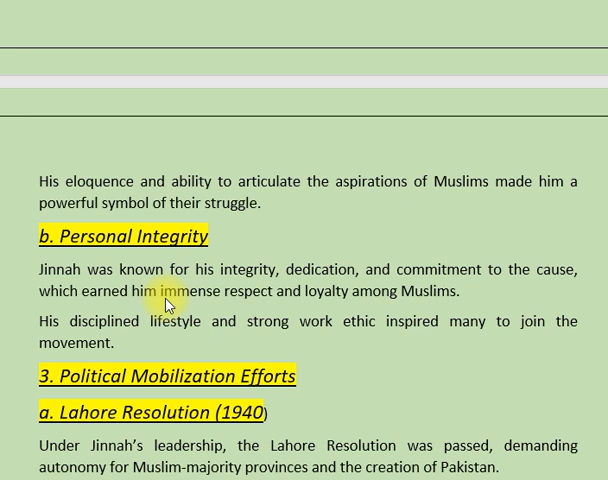 His eloquence and ability to articulate the aspirations of Muslims made him a
powerful symbol of their struggle.
b. Personal Integrity
Jinnah was known for his integrity, dedication, and commitment to the cause,
which earned him immense respect and loyalty among Muslims.
His disciplined lifestyle and strong work ethic inspired many to join the
movement.
3. Political Mobilization Efforts
a. Lahore Resolution (1940)
Under Jinnah’s leadership, the Lahore Resolution was passed, demanding
autonomy for Muslim-majority provinces and the creation of Pakistan.